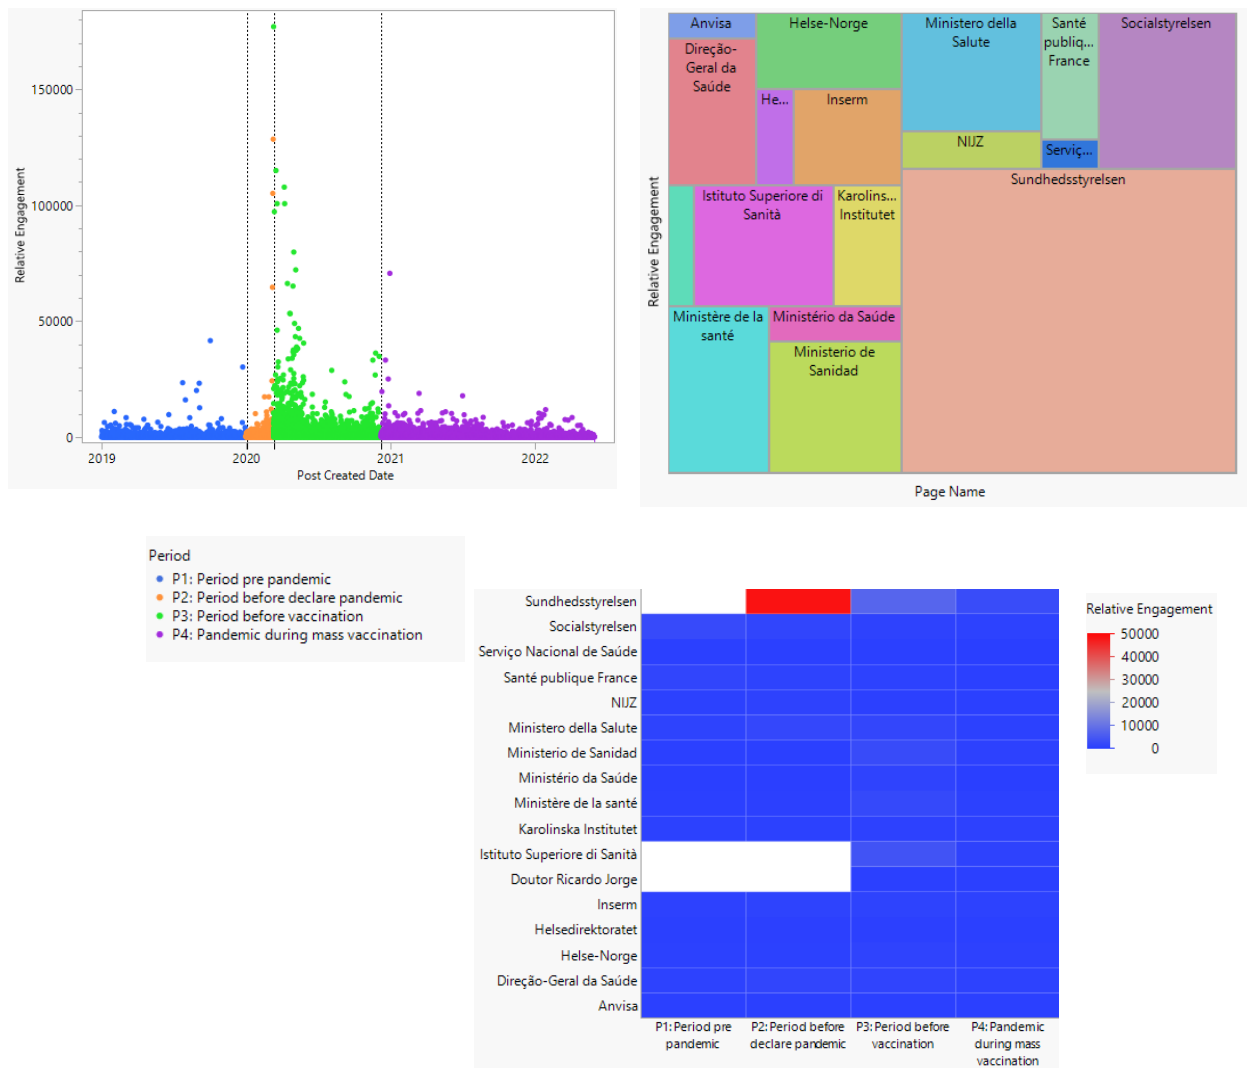 150000
100000
50000
0
Relative Engagement
2019
2020
2021
2022
Post Created Date
Anvisa
Helse-Norge
Ministero della
Salute
Santé
publiq...
France
Socialstyrelsen
Direção-
Geral da
Saúde
He...
Inserm
NIJZ
Serviç...
Sundhedsstyrelsen
Istituto Superiore di
Sanità
Karolins...
Institutet
Ministère de la
santé
Ministério da Saúde
Ministerio de
Sanidad
Relative Engagement
Page Name
Period
P1: Period pre pandemic
P2: Period before declare pandemic
P3: Period before vaccination
P4: Pandemic during mass vaccination
Sundhedsstyrelsen
Socialstyrelsen
Serviço Nacional de Saúde
Santé publique France
NIJZ
Ministero della Salute
Ministerio de Sanidad
Ministério da Saúde
Ministère de la santé
Karolinska Institutet
Istituto Superiore di Sanità
Doutor Ricardo Jorge
Inserm
Helsedirektoratet
Helse-Norge
Direção-Geral da Saúde
Anvisa
P1: Period pre
pandemic
P2: Period before
declare pandemic
P3: Period before
vaccination
P4: Pandemic
during mass
vaccination
Relative Engagement
50000
40000
30000
20000
10000
0